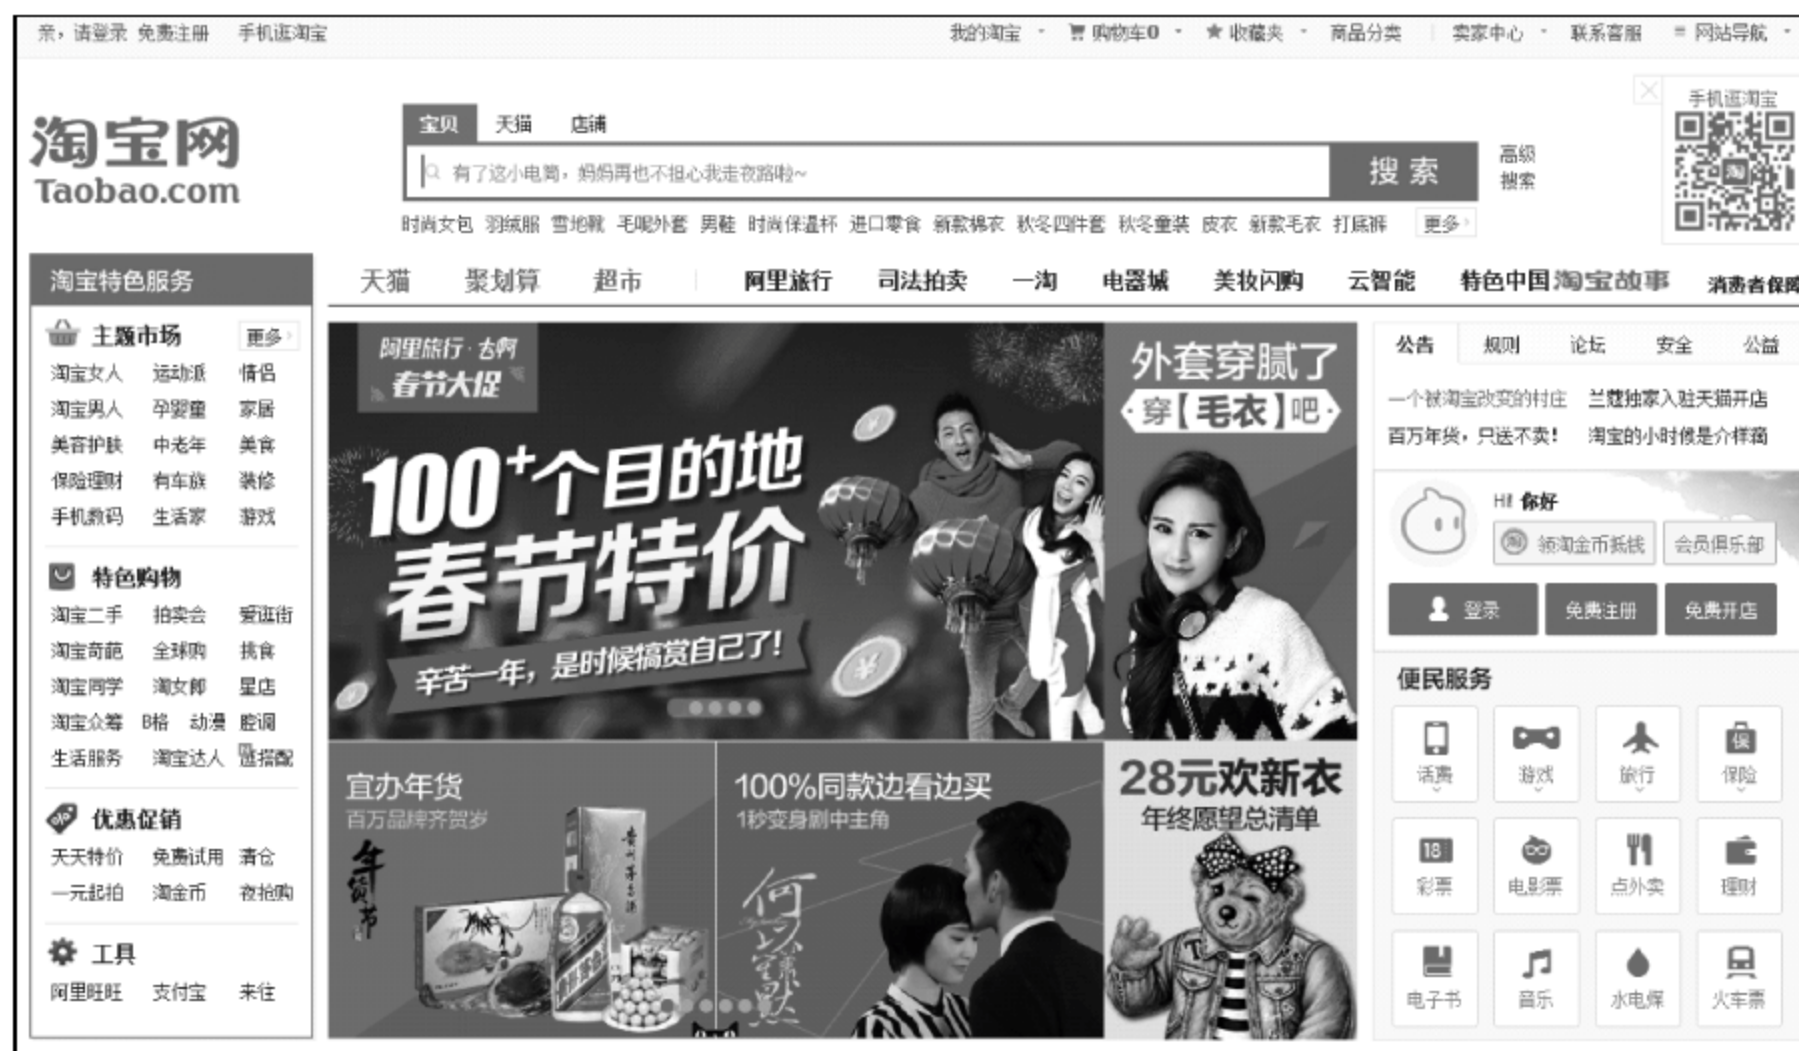 亲，请登录 免费注册 手机逛淘宝
我的淘宝 购物车0 收藏夹 商品分类 卖家中心 联系客服 网站导航
手机逛淘宝
淘宝网
Taobao.com
宝贝 天猫 店铺
有了这小电筒，妈妈再也不担心我走夜路啦~
搜索
高级
搜索
时尚女包 羽绒服 雪地靴 毛呢外套 男鞋 时尚保温杯 进口零食 新款棉衣 秋冬四件套 秋冬童装 皮衣 新款毛衣 打底裤 更多
淘宝特色服务
天猫 聚划算 超市 阿里旅行 司法拍卖 一淘 电器城 美妆闪购 云智能 特色中国 淘宝故事 消费者保障
主题市场 更多
淘宝女人 运动派 情侣
淘宝男人 孕婴童 家居
美容护肤 中老年 美食
保险理财 有车族 装修
手机数码 生活家 游戏
特色购物
淘宝二手 拍卖会 爱逛街
淘宝奇葩 全球购 挑食
淘宝同学 淘女郎 星店
淘宝众筹 B格 动漫 腔调
生活服务 淘宝达人 逛搭配
优惠促销
天天特价 免费试用 清仓
一元起拍 淘金币 夜抢购
工具
阿里旺旺 支付宝 来往
阿里旅行·去啊
春节大促
100+个目的地
春节特价
辛苦一年，是时候犒赏自己了!
外套穿腻了
穿【毛衣】吧
宜办年货
百万品牌齐贺岁
年货节
100%同款边看边买
1秒变身剧中主角
何以笙箫默
28元欢新衣
年终愿望总清单
公告 规则 论坛 安全 公益
一个被淘宝改变的村庄 兰蔻独家入驻天猫开店
百万年货，只送不卖! 淘宝的小时候是介样滴
Hi! 你好
领淘金币抵钱 会员俱乐部
登录 免费注册 免费开店
便民服务
话费 游戏 旅行 保险
彩票 电影票 点外卖 理财
电子书 音乐 水电煤 火车票